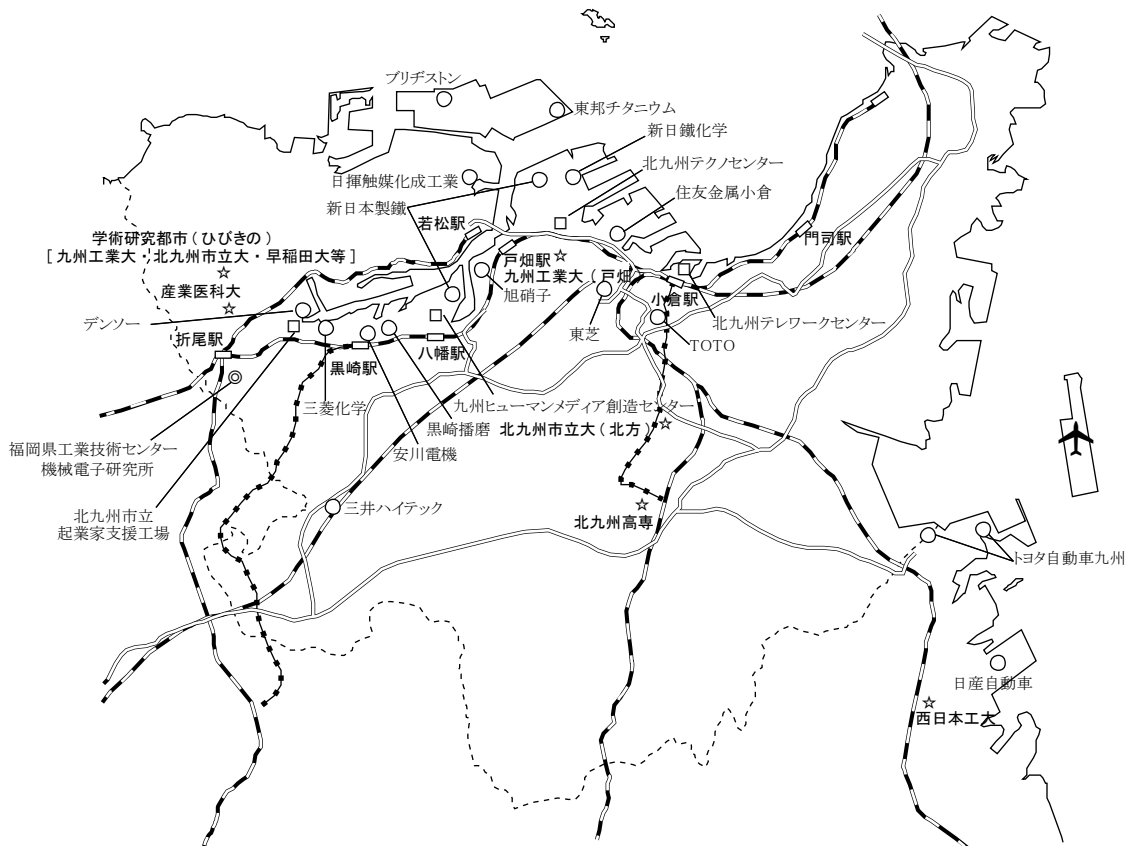 ブリヂストン
東邦チタニウム
新日鐵化学
北九州テクノセンター
日揮触媒化成工業
住友金属小倉
新日本製鐵
若松駅
門司駅
学術研究都市(ひびきの)
[九州工業大・北九州市立大・早稲田大等]
戸畑駅
九州工業大(戸畑
産業医科大
旭硝子
小倉駅
デンソー
北九州テレワークセンター
東芝
折尾駅
TOTO
黒崎駅
八幡駅
三菱化学
九州ヒューマンメディア創造センター
黒崎播磨
北九州市立大(北方)
福岡県工業技術センター
機械電子研究所
安川電機
北九州市立
起業家支援工場
三井ハイテック
北九州高専
トヨタ自動車九州
日産自動車
西日本工大